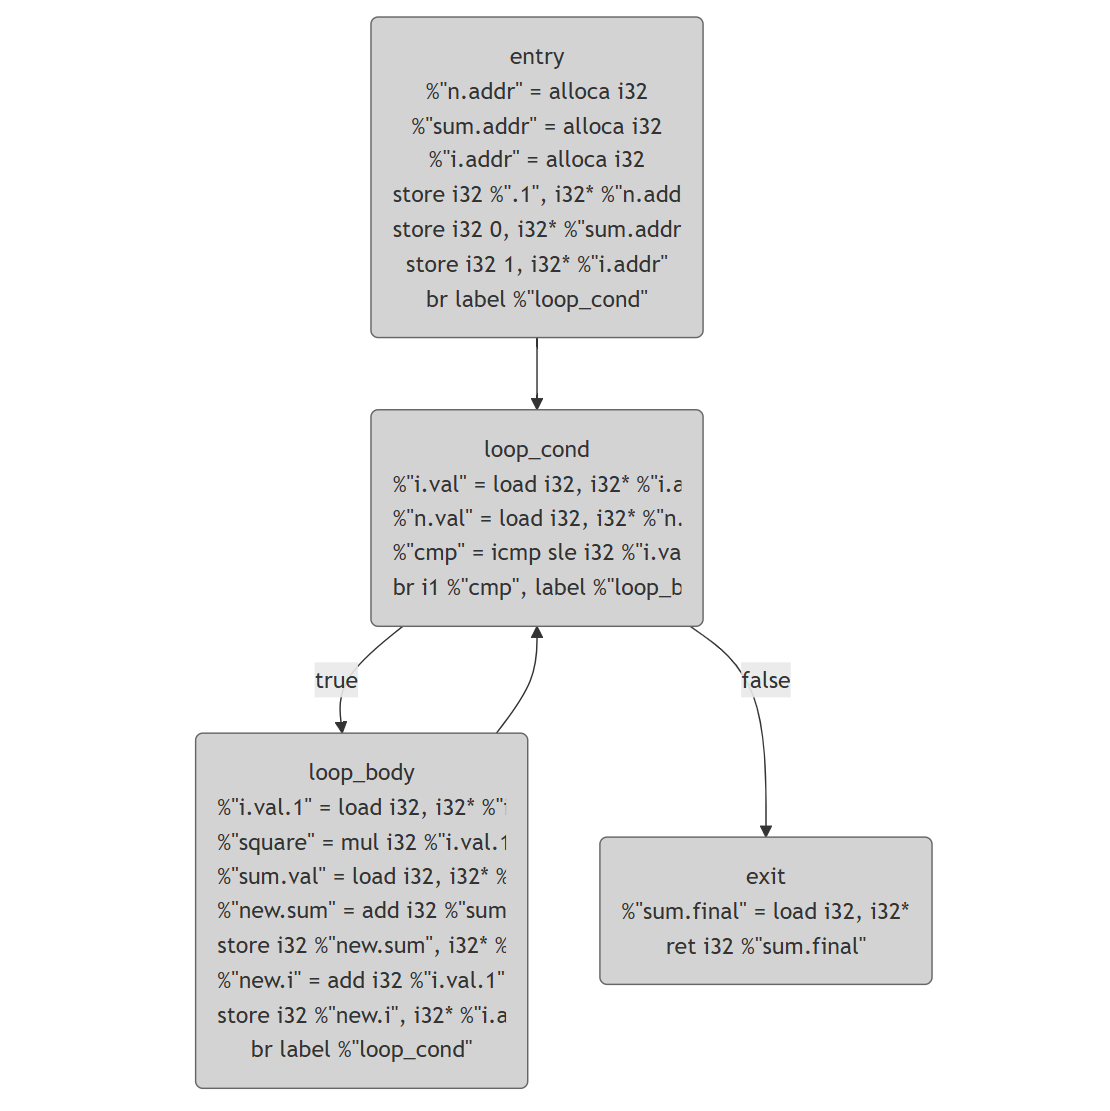 entry
%"n.addr" = alloca i32
%"sum.addr" = alloca i32
%"i.addr" = alloca i32
store i32 %".1", i32* %"n.add
store i32 0, i32* %"sum.addr
store i32 1, i32* %"i.addr"
br label %"loop_cond"
loop_cond
%"i.val" = load i32, i32* %"i.a
%"n.val" = load i32, i32* %"n.
%"cmp" = icmp sle i32 %"i.va
br i1 %"cmp", label %"loop_b
true
false
loop_body
%"i.val.1" = load i32, i32* %"i
%"square" = mul i32 %"i.val.1
%"sum.val" = load i32, i32* %
%"new.sum" = add i32 %"sum
store i32 %"new.sum", i32* %
%"new.i" = add i32 %"i.val.1"
store i32 %"new.i", i32* %"i.a
br label %"loop_cond"
exit
%"sum.final" = load i32, i32*
ret i32 %"sum.final"